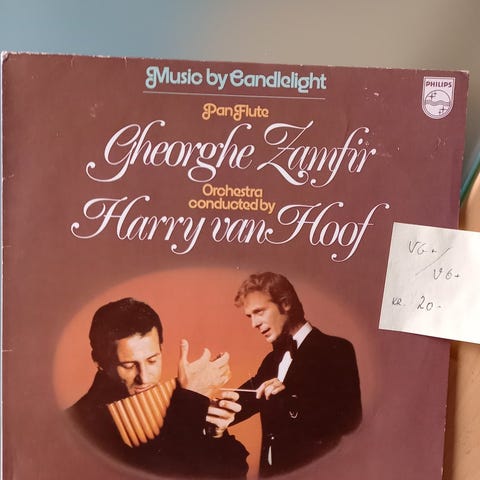 Music by Candlelight
PHILIPS
Pan Flute
Gheorghe Zamfir
Orchestra
conducted by
Harry van Hoof
VG+/
VG+
KR. 20-